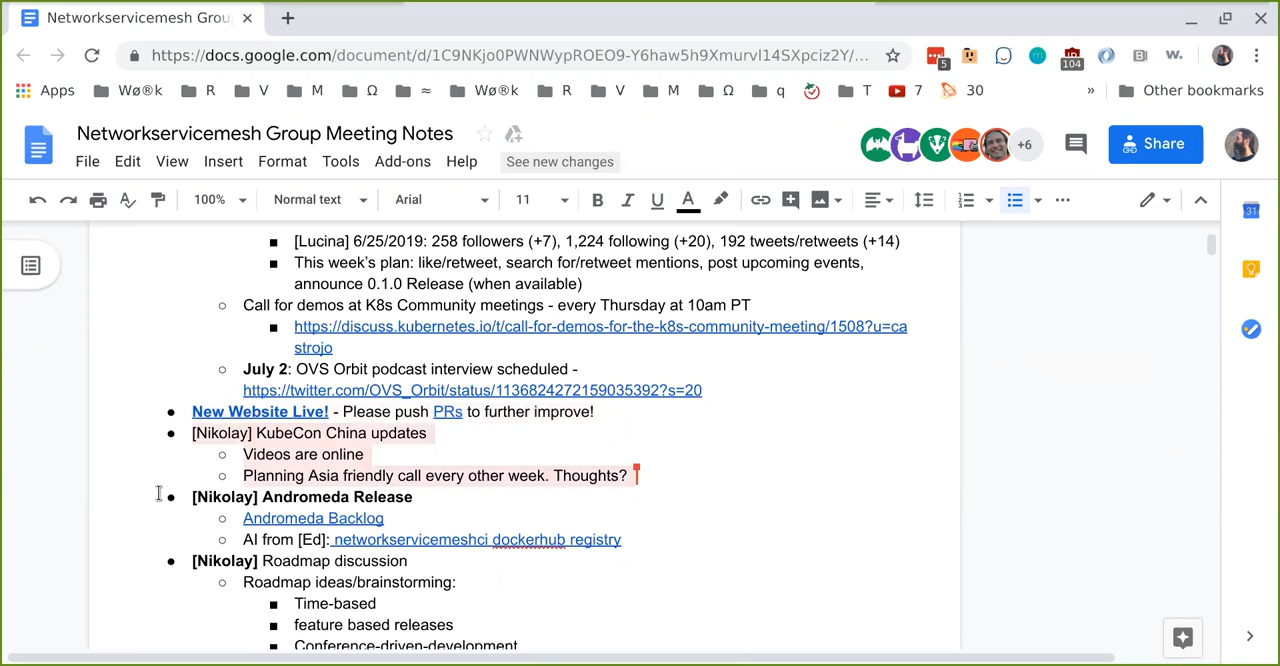 Networkservicemesh Grou
https://docs.google.com/document/d/1C9NKjo0PWNWypROEO9-Y6haw5h9Xmurvl14SXpciz2Y/...
5
104
B
w.
Apps Wø®k R V M Ω ≈ Wø®k R V M Ω q T 7 30 » Other bookmarks
Networkservicemesh Group Meeting Notes
+6
Share
File Edit View Insert Format Tools Add-ons Help See new changes
100% Normal text Arial 11 B I U A
31
■ [Lucina] 6/25/2019: 258 followers (+7), 1,224 following (+20), 192 tweets/retweets (+14)
■ This week's plan: like/retweet, search for/retweet mentions, post upcoming events,
announce 0.1.0 Release (when available)
○ Call for demos at K8s Community meetings - every Thursday at 10am PT
■ https://discuss.kubernetes.io/t/call-for-demos-for-the-k8s-community-meeting/1508?u=ca
strojo
○ July 2: OVS Orbit podcast interview scheduled -
https://twitter.com/OVS_Orbit/status/1136824272159035392?s=20
● New Website Live! - Please push PRs to further improve!
● [Nikolay] KubeCon China updates
○ Videos are online
○ Planning Asia friendly call every other week. Thoughts?
● [Nikolay] Andromeda Release
○ Andromeda Backlog
○ AI from [Ed]: networkservicemeshci dockerhub registry
● [Nikolay] Roadmap discussion
○ Roadmap ideas/brainstorming:
■ Time-based
■ feature based releases
■ Conference-driven-development